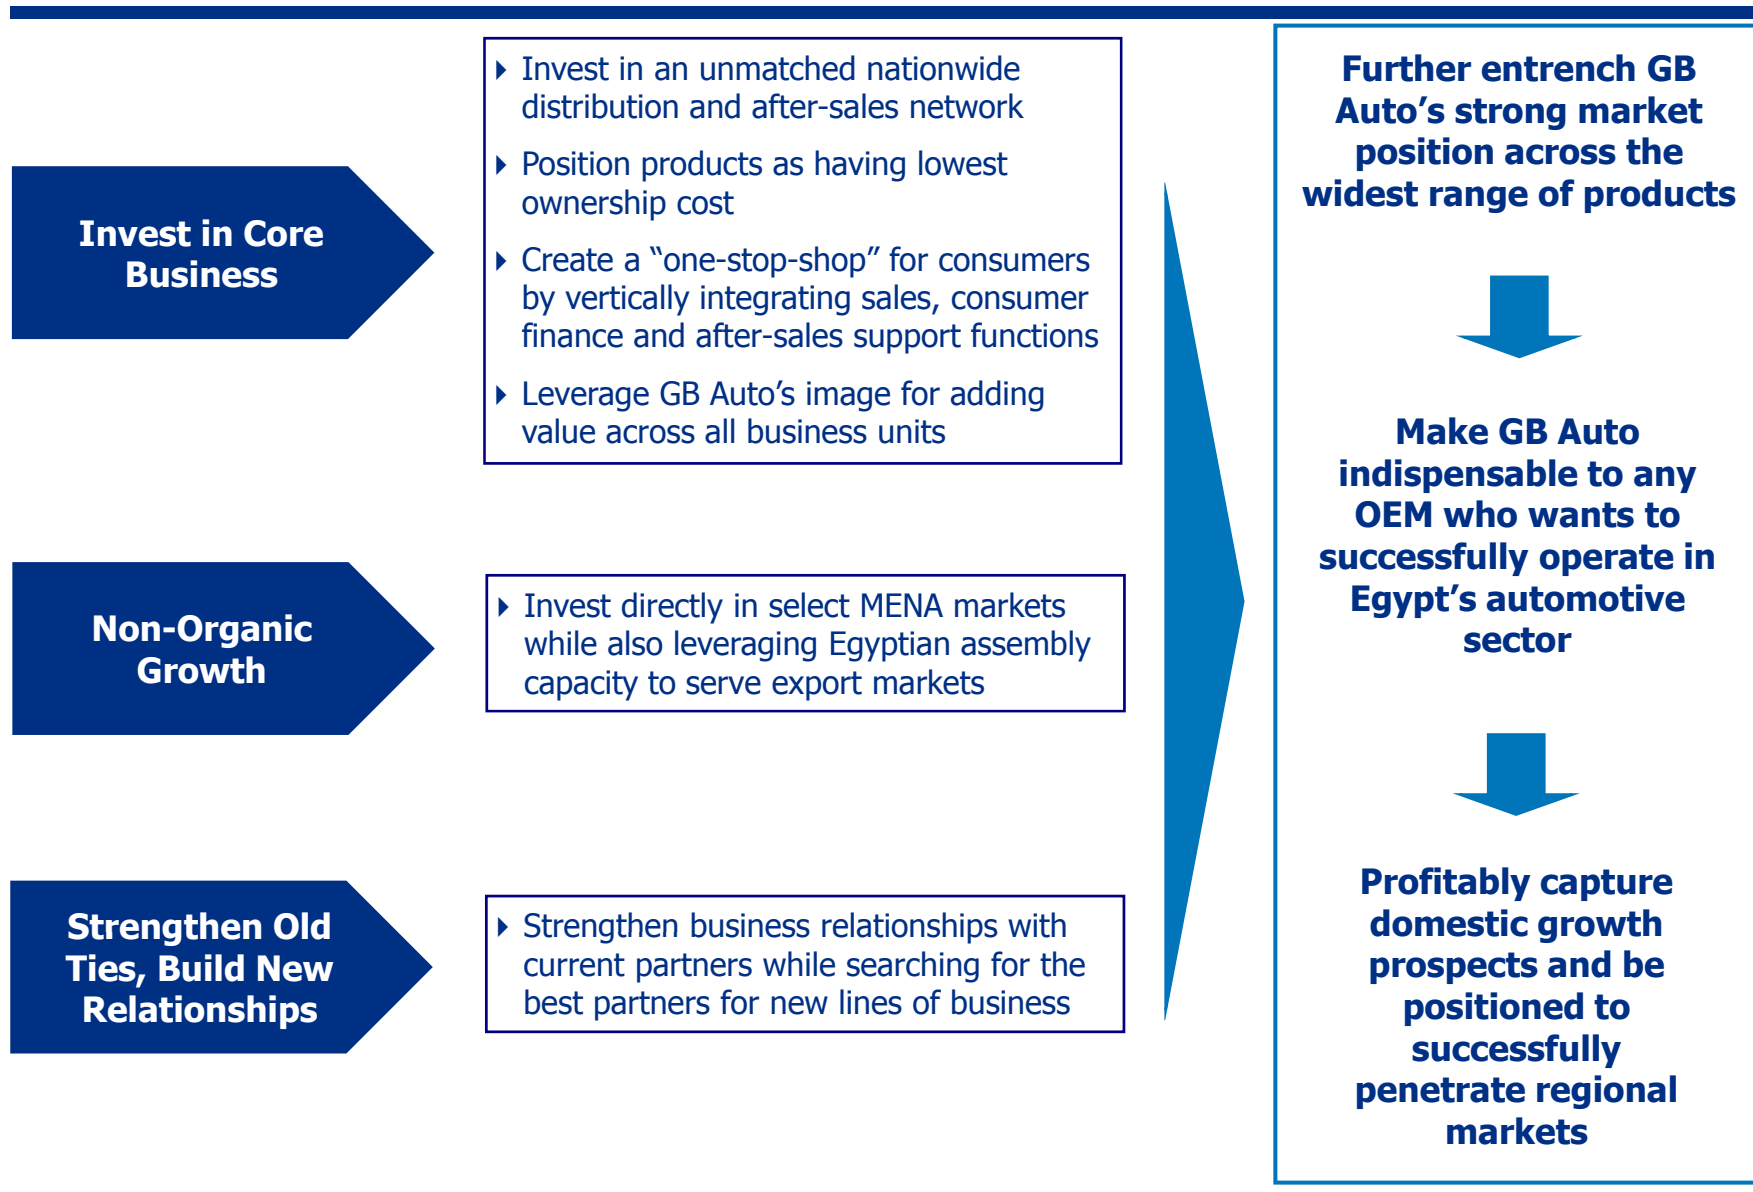 Invest in Core
Business
Invest in an unmatched nationwide
distribution and after-sales network
Position products as having lowest
ownership cost
Create a “one-stop-shop” for consumers
by vertically integrating sales, consumer
finance and after-sales support functions
Leverage GB Auto’s image for adding
value across all business units
Non-Organic
Growth
Invest directly in select MENA markets
while also leveraging Egyptian assembly
capacity to serve export markets
Strengthen Old
Ties, Build New
Relationships
Strengthen business relationships with
current partners while searching for the
best partners for new lines of business
Further entrench GB
Auto’s strong market
position across the
widest range of products
Make GB Auto
indispensable to any
OEM who wants to
successfully operate in
Egypt’s automotive
sector
Profitably capture
domestic growth
prospects and be
positioned to
successfully
penetrate regional
markets